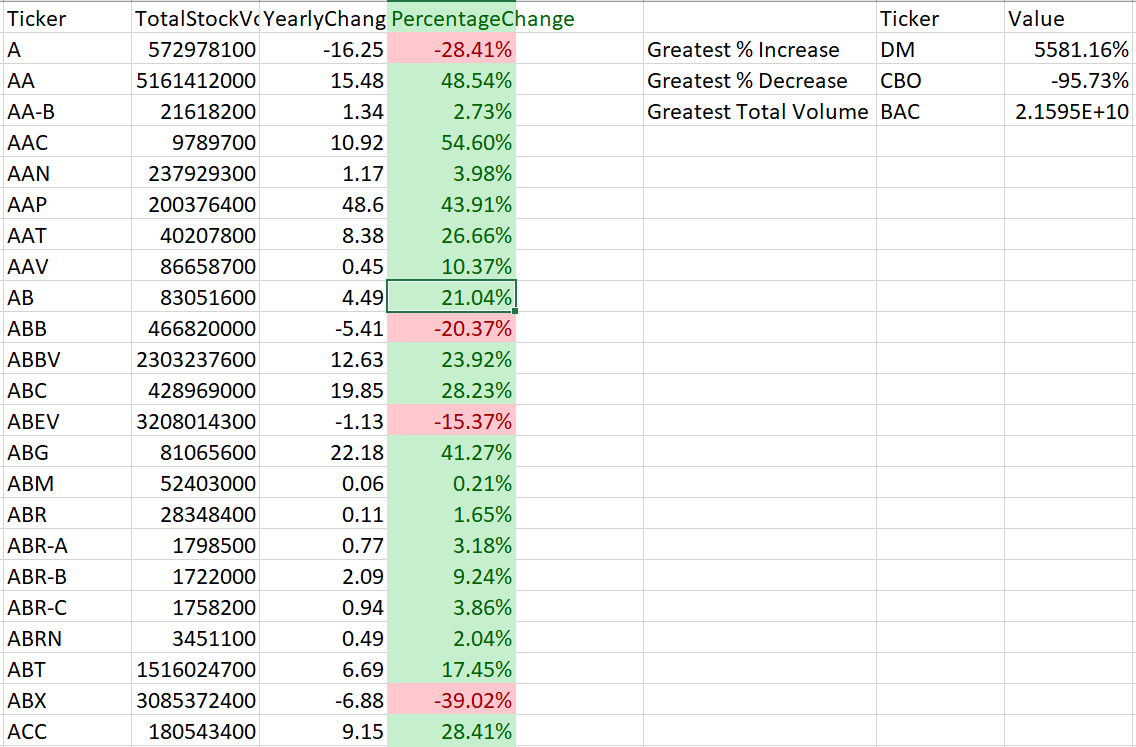 Ticker TotalStockVo YearlyChang PercentageChange Ticker Value
A 572978100 -16.25 -28.41% Greatest % Increase DM 5581.16%
AA 5161412000 15.48 48.54% Greatest % Decrease CBO -95.73%
AA-B 21618200 1.34 2.73% Greatest Total Volume BAC 2.1595E+10
AAC 9789700 10.92 54.60%
AAN 237929300 1.17 3.98%
AAP 200376400 48.6 43.91%
AAT 40207800 8.38 26.66%
AAV 86658700 0.45 10.37%
AB 83051600 4.49 21.04%
ABB 466820000 -5.41 -20.37%
ABBV 2303237600 12.63 23.92%
ABC 428969000 19.85 28.23%
ABEV 3208014300 -1.13 -15.37%
ABG 81065600 22.18 41.27%
ABM 52403000 0.06 0.21%
ABR 28348400 0.11 1.65%
ABR-A 1798500 0.77 3.18%
ABR-B 1722000 2.09 9.24%
ABR-C 1758200 0.94 3.86%
ABRN 3451100 0.49 2.04%
ABT 1516024700 6.69 17.45%
ABX 3085372400 -6.88 -39.02%
ACC 180543400 9.15 28.41%